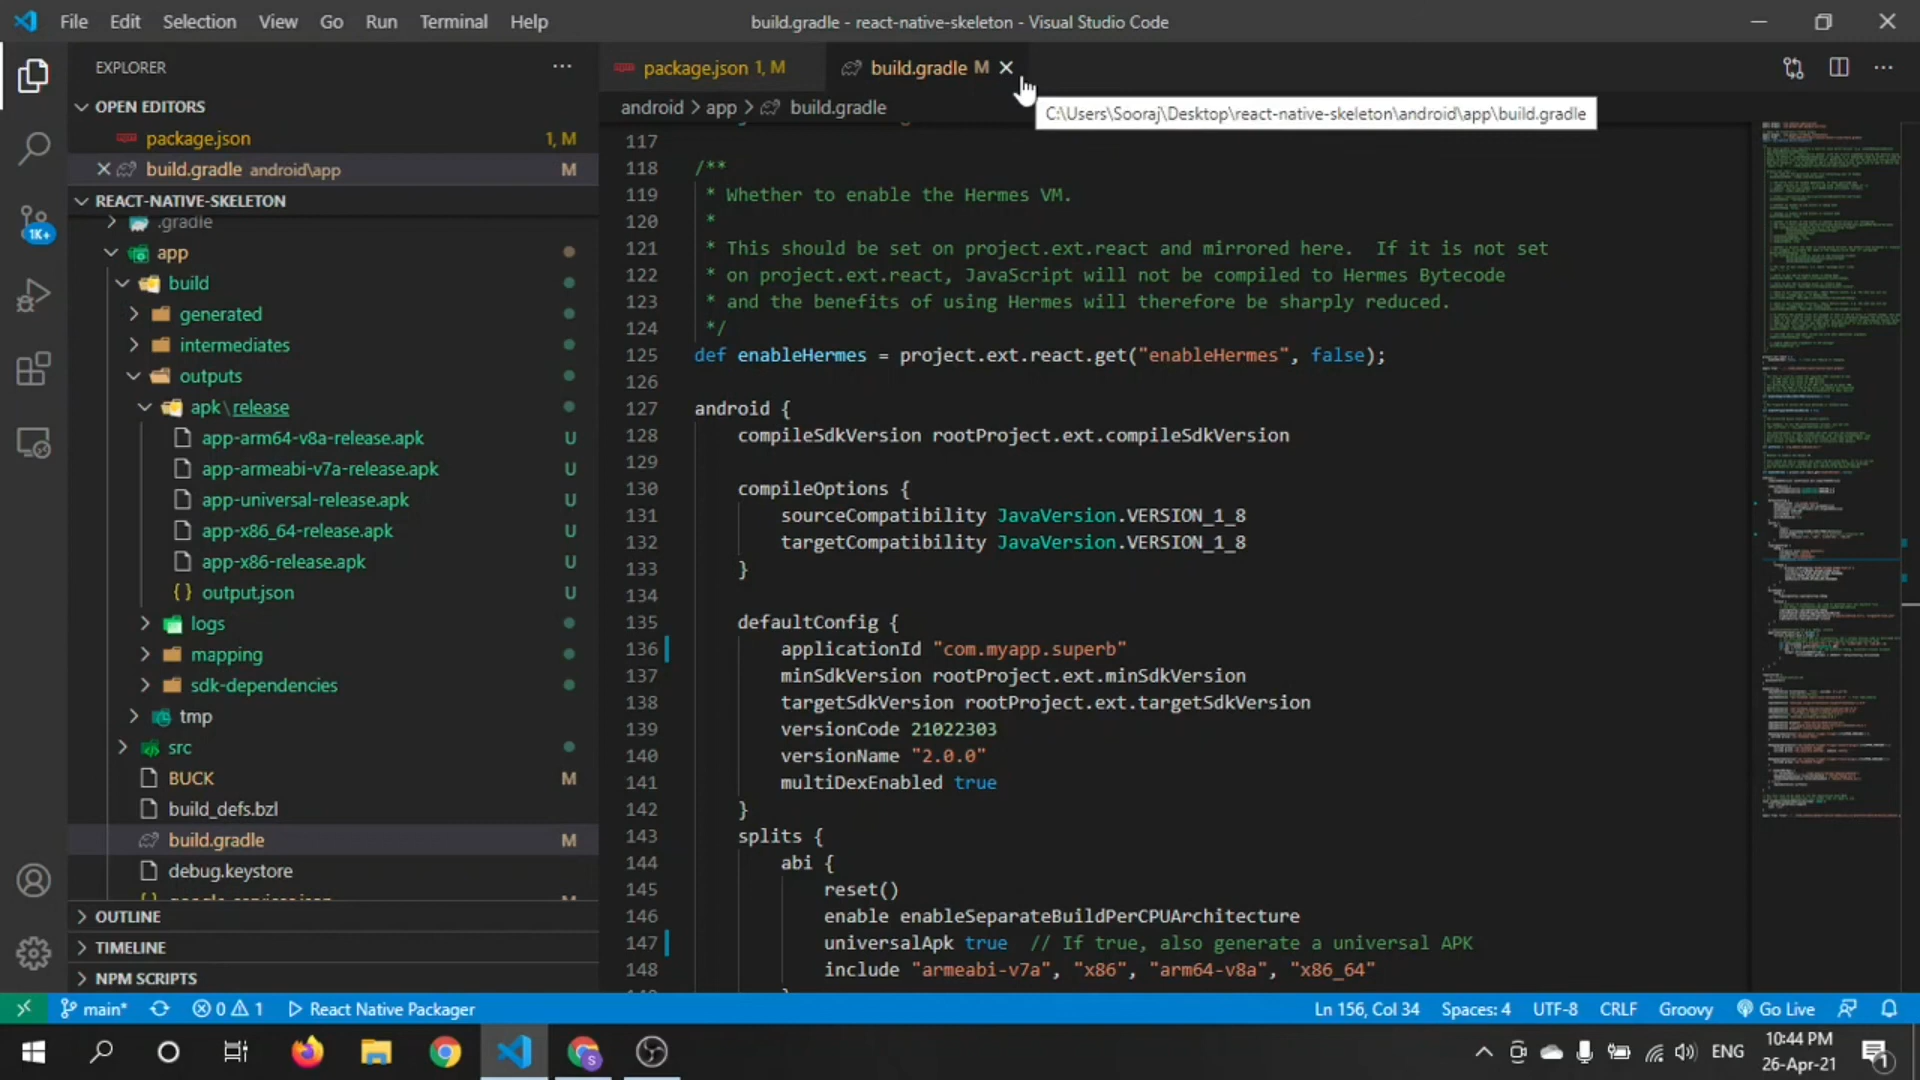 File Edit Selection View Go Run Terminal Help
build.gradle - react-native-skeleton - Visual Studio Code
EXPLORER
OPEN EDITORS
package.json 1, M
build.gradle android\app M
REACT-NATIVE-SKELETON
.gradle
app
build
generated
intermediates
outputs
apk\release
app-arm64-v8a-release.apk U
app-armeabi-v7a-release.apk U
app-universal-release.apk U
app-x86_64-release.apk U
app-x86-release.apk U
{} output.json U
logs
mapping
sdk-dependencies
tmp
src
BUCK M
build_defs.bzl
build.gradle M
debug.keystore
OUTLINE
TIMELINE
NPM SCRIPTS
1K+
package.json 1, M
build.gradle M
android > app > build.gradle
C:\Users\Sooraj\Desktop\react-native-skeleton\android\app\build.gradle
117
118 /**
119 * Whether to enable the Hermes VM.
120 *
121 * This should be set on project.ext.react and mirrored here. If it is not set
122 * on project.ext.react, JavaScript will not be compiled to Hermes Bytecode
123 * and the benefits of using Hermes will therefore be sharply reduced.
124 */
125 def enableHermes = project.ext.react.get("enableHermes", false);
126
127 android {
128 compileSdkVersion rootProject.ext.compileSdkVersion
129
130 compileOptions {
131 sourceCompatibility JavaVersion.VERSION_1_8
132 targetCompatibility JavaVersion.VERSION_1_8
133 }
134
135 defaultConfig {
136 applicationId "com.myapp.superb"
137 minSdkVersion rootProject.ext.minSdkVersion
138 targetSdkVersion rootProject.ext.targetSdkVersion
139 versionCode 21022303
140 versionName "2.0.0"
141 multiDexEnabled true
142 }
143 splits {
144 abi {
145 reset()
146 enable enableSeparateBuildPerCPUArchitecture
147 universalApk true // If true, also generate a universal APK
148 include "armeabi-v7a", "x86", "arm64-v8a", "x86_64"
main* 0 1 React Native Packager
Ln 156, Col 34 Spaces: 4 UTF-8 CRLF Groovy Go Live
S
ENG
10:44 PM
26-Apr-21
1